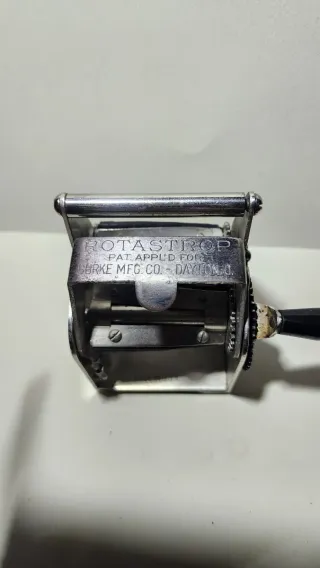 ROTASTROP
PAT. APPL'D FOR
BURKE MFG. CO. - DAYTON, O.